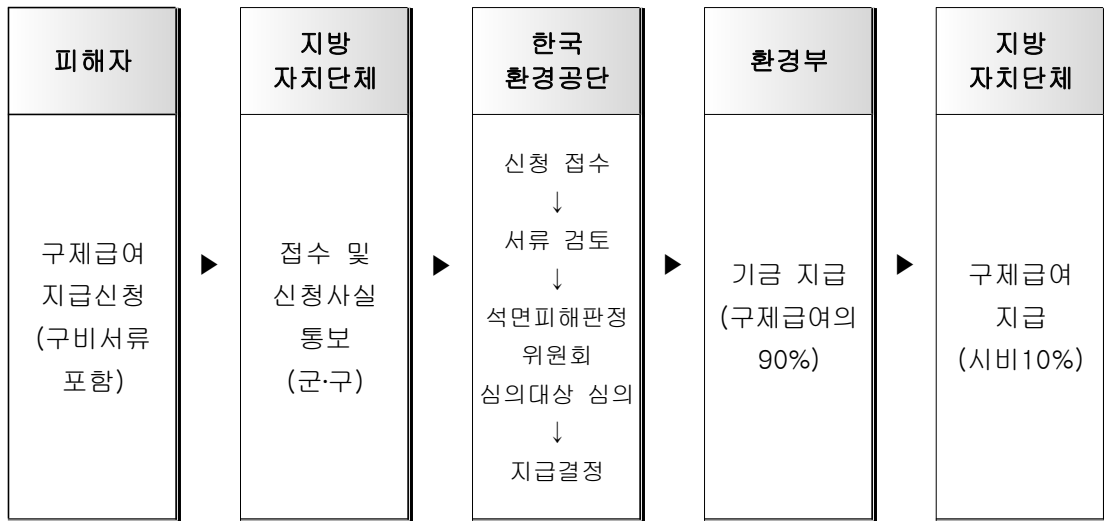 피해자
구제급여
지급신청
(구비서류
포함)
▶
지방
자치단체
접수 및
신청사실
통보
(군·구)
▶
한국
환경공단
신청 접수
↓
서류 검토
↓
석면피해판정
위원회
심의대상 심의
↓
지급결정
▶
환경부
기금 지급
(구제급여의
90%)
▶
지방
자치단체
구제급여
지급
(시비10%)